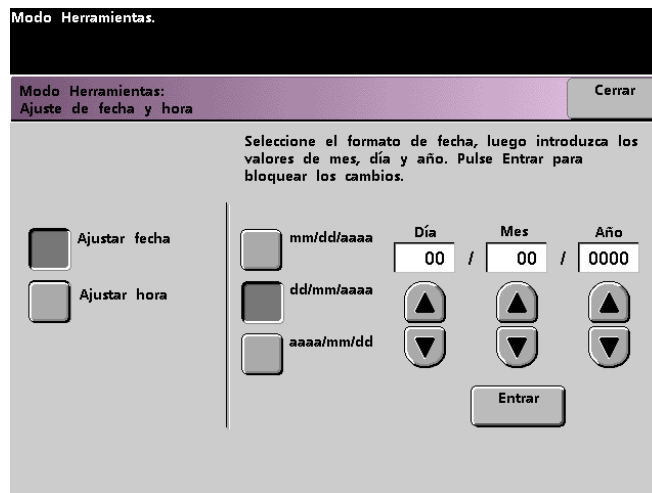 Modo Herramientas.
Modo Herramientas:
Ajuste de fecha y hora
Cerrar
Seleccione el formato de fecha, luego introduzca los
valores de mes, día y año. Pulse Entrar para
bloquear los cambios.
Ajustar fecha
Ajustar hora
mm/dd/aaaa
dd/mm/aaaa
aaaa/mm/dd
Día Mes Año
00 / 00 / 0000
Entrar